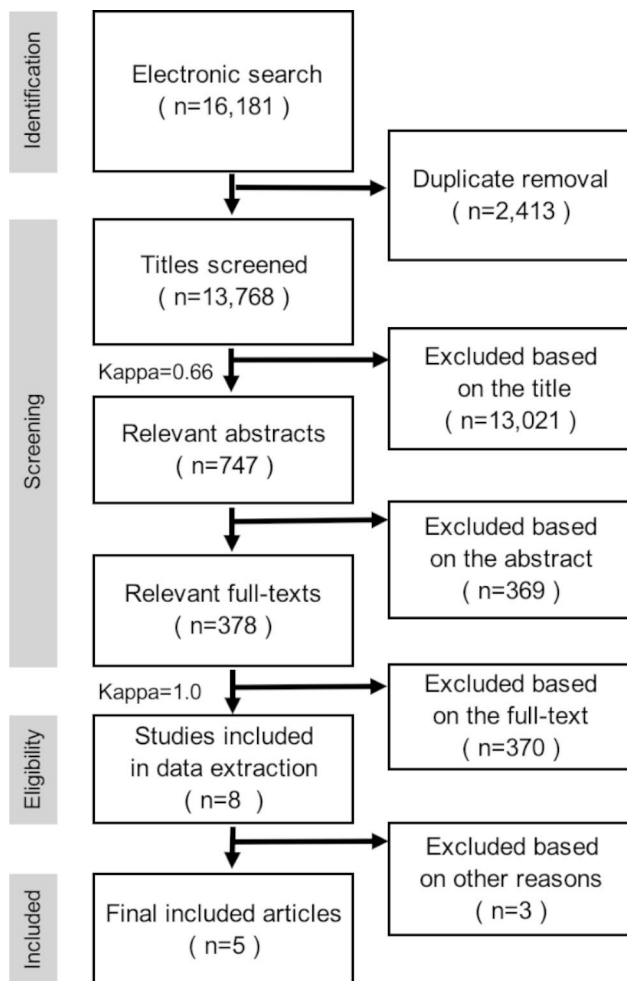 Identification
Electronic search
( n=16,181 )
Duplicate removal
( n=2,413 )
Screening
Titles screened
( n=13,768 )
Kappa=0.66
Excluded based
on the title
( n=13,021 )
Relevant abstracts
( n=747 )
Excluded based
on the abstract
( n=369 )
Relevant full-texts
( n=378 )
Kappa=1.0
Excluded based
on the full-text
( n=370 )
Eligibility
Studies included
in data extraction
( n=8 )
Excluded based
on other reasons
( n=3 )
Included
Final included articles
( n=5 )